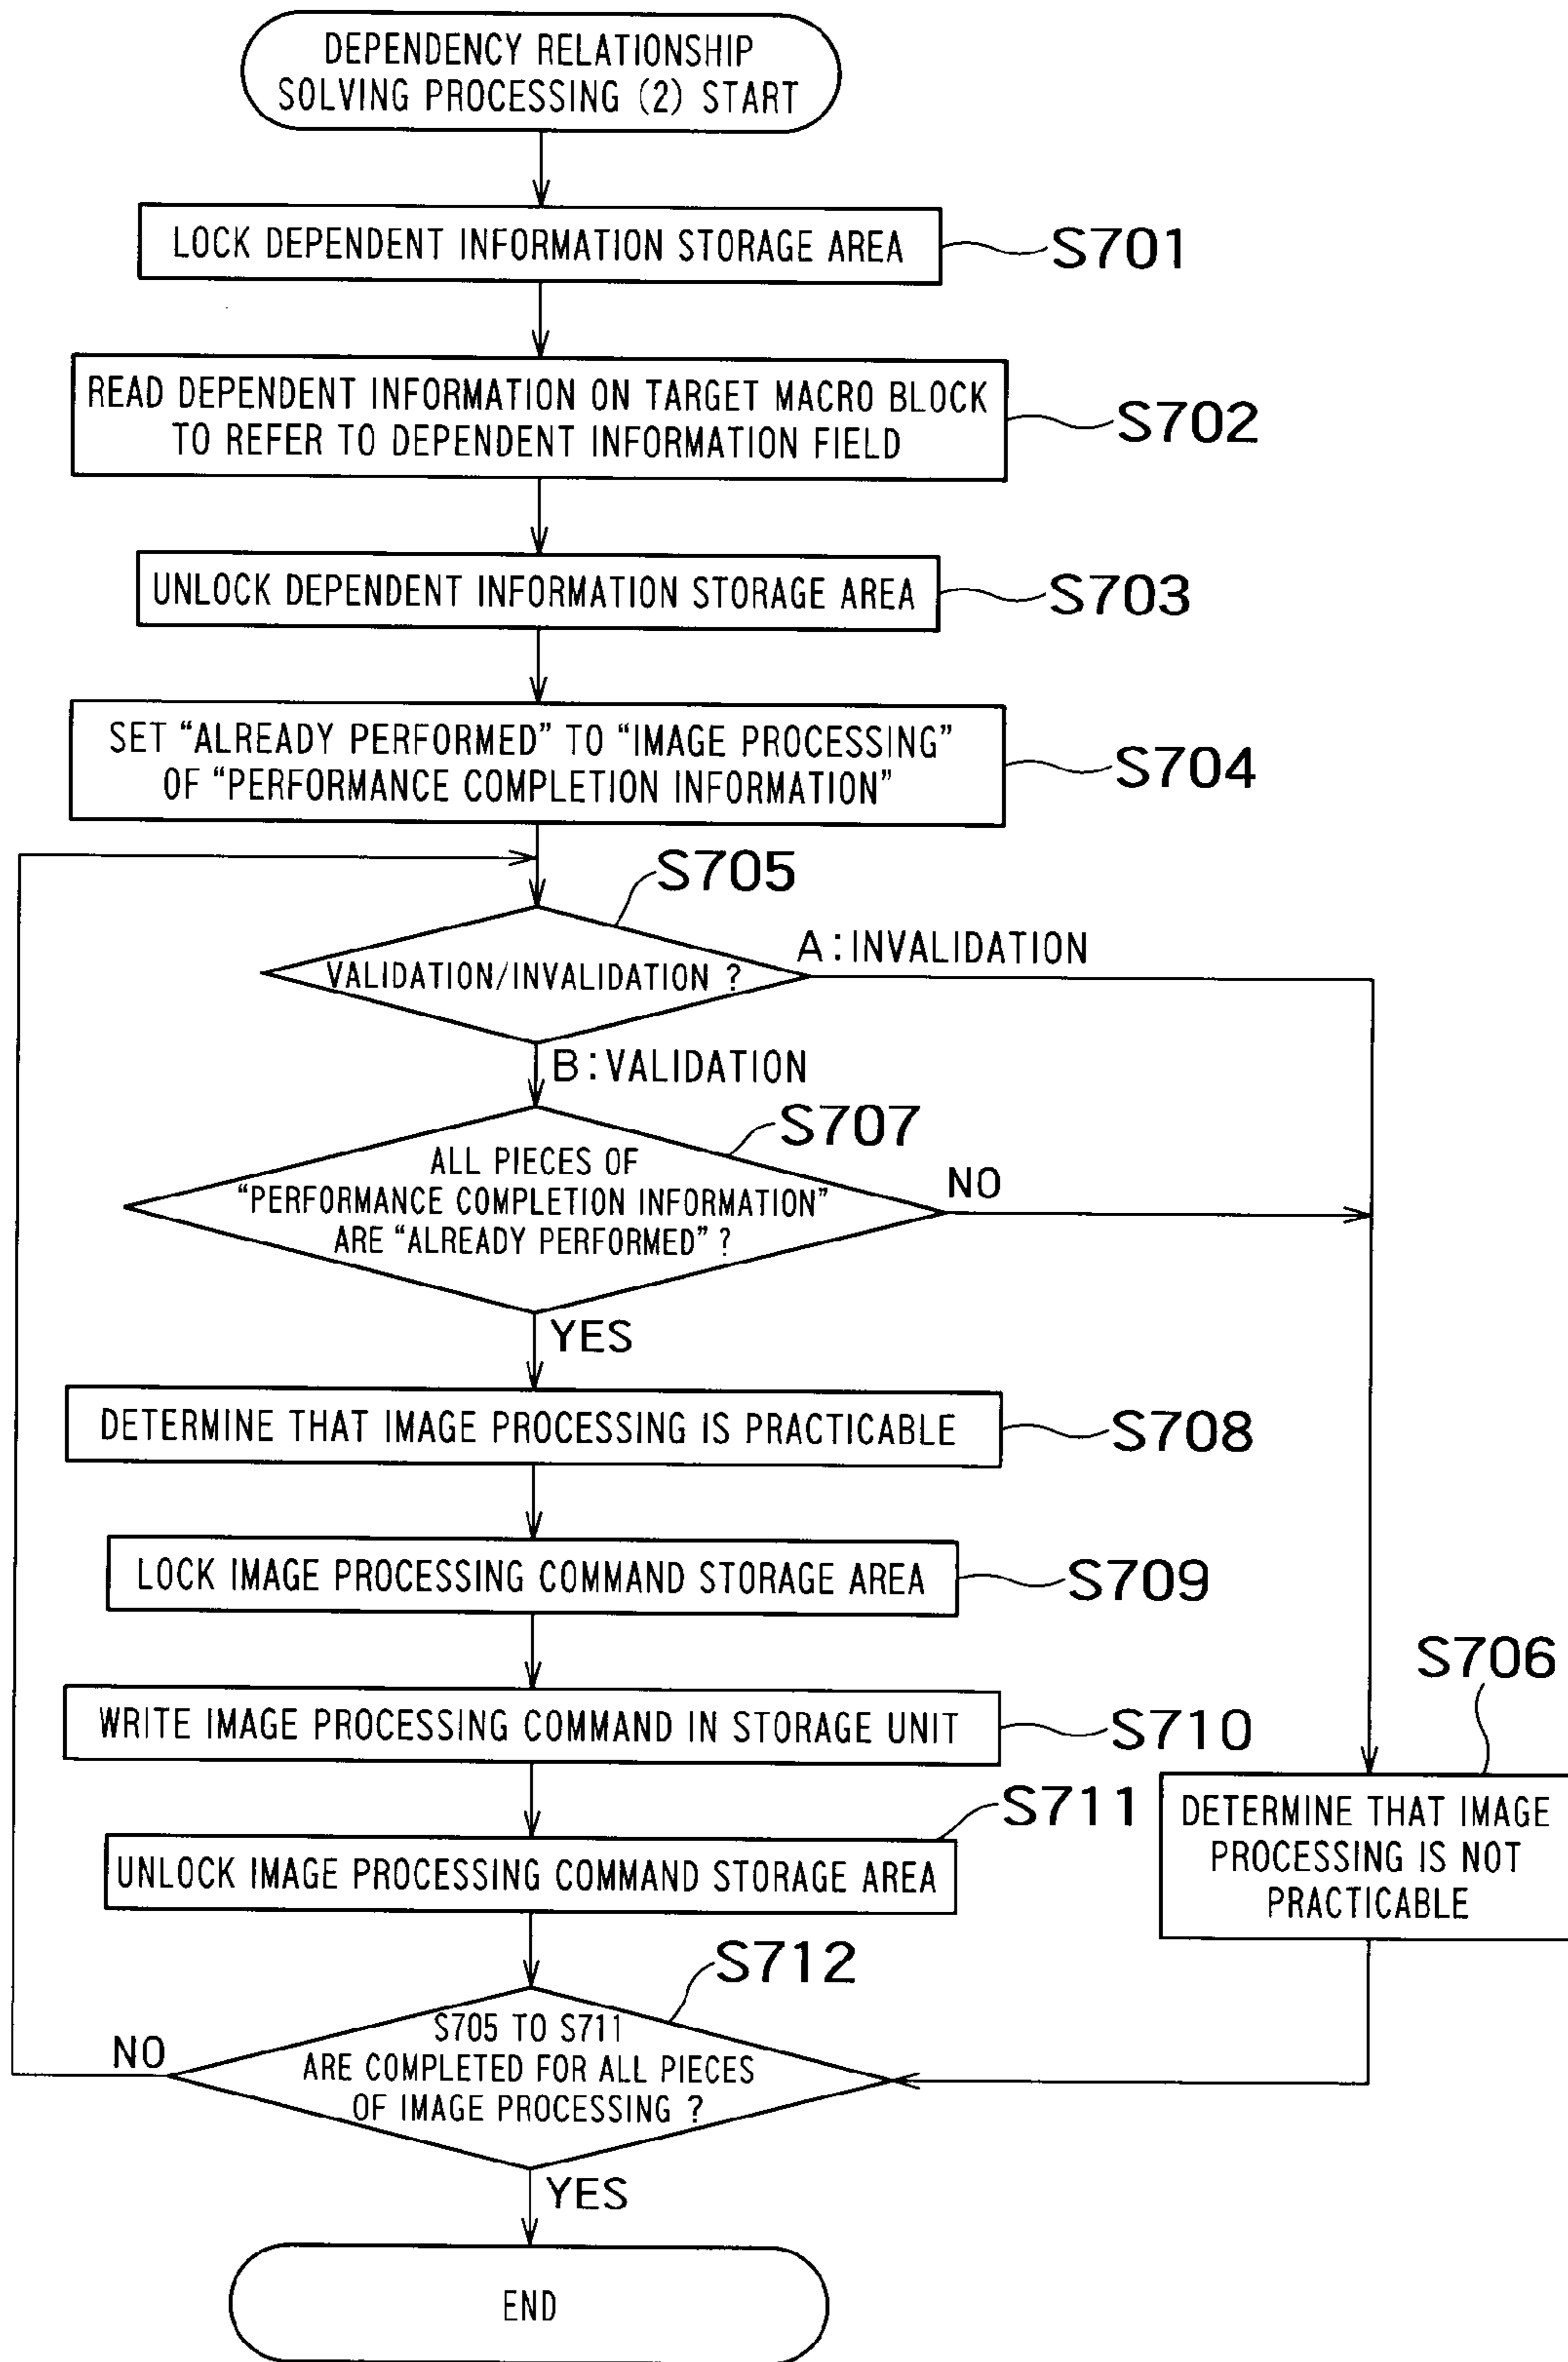 DEPENDENCY RELATIONSHIP
SOLVING PROCESSING (2) START
LOCK DEPENDENT INFORMATION STORAGE AREA
S701
READ DEPENDENT INFORMATION ON TARGET MACRO BLOCK
TO REFER TO DEPENDENT INFORMATION FIELD
S702
UNLOCK DEPENDENT INFORMATION STORAGE AREA
S703
SET “ALREADY PERFORMED” TO “IMAGE PROCESSING”
OF “PERFORMANCE COMPLETION INFORMATION”
S704
S705
VALIDATION/INVALIDATION ?
A:INVALIDATION
B:VALIDATION
S707
ALL PIECES OF
“PERFORMANCE COMPLETION INFORMATION”
ARE “ALREADY PERFORMED” ?
NO
YES
DETERMINE THAT IMAGE PROCESSING IS PRACTICABLE
S708
LOCK IMAGE PROCESSING COMMAND STORAGE AREA
S709
WRITE IMAGE PROCESSING COMMAND IN STORAGE UNIT
S710
S706
DETERMINE THAT IMAGE
PROCESSING IS NOT
PRACTICABLE
S711
UNLOCK IMAGE PROCESSING COMMAND STORAGE AREA
S712
S705 TO S711
ARE COMPLETED FOR ALL PIECES
OF IMAGE PROCESSING ?
NO
YES
END